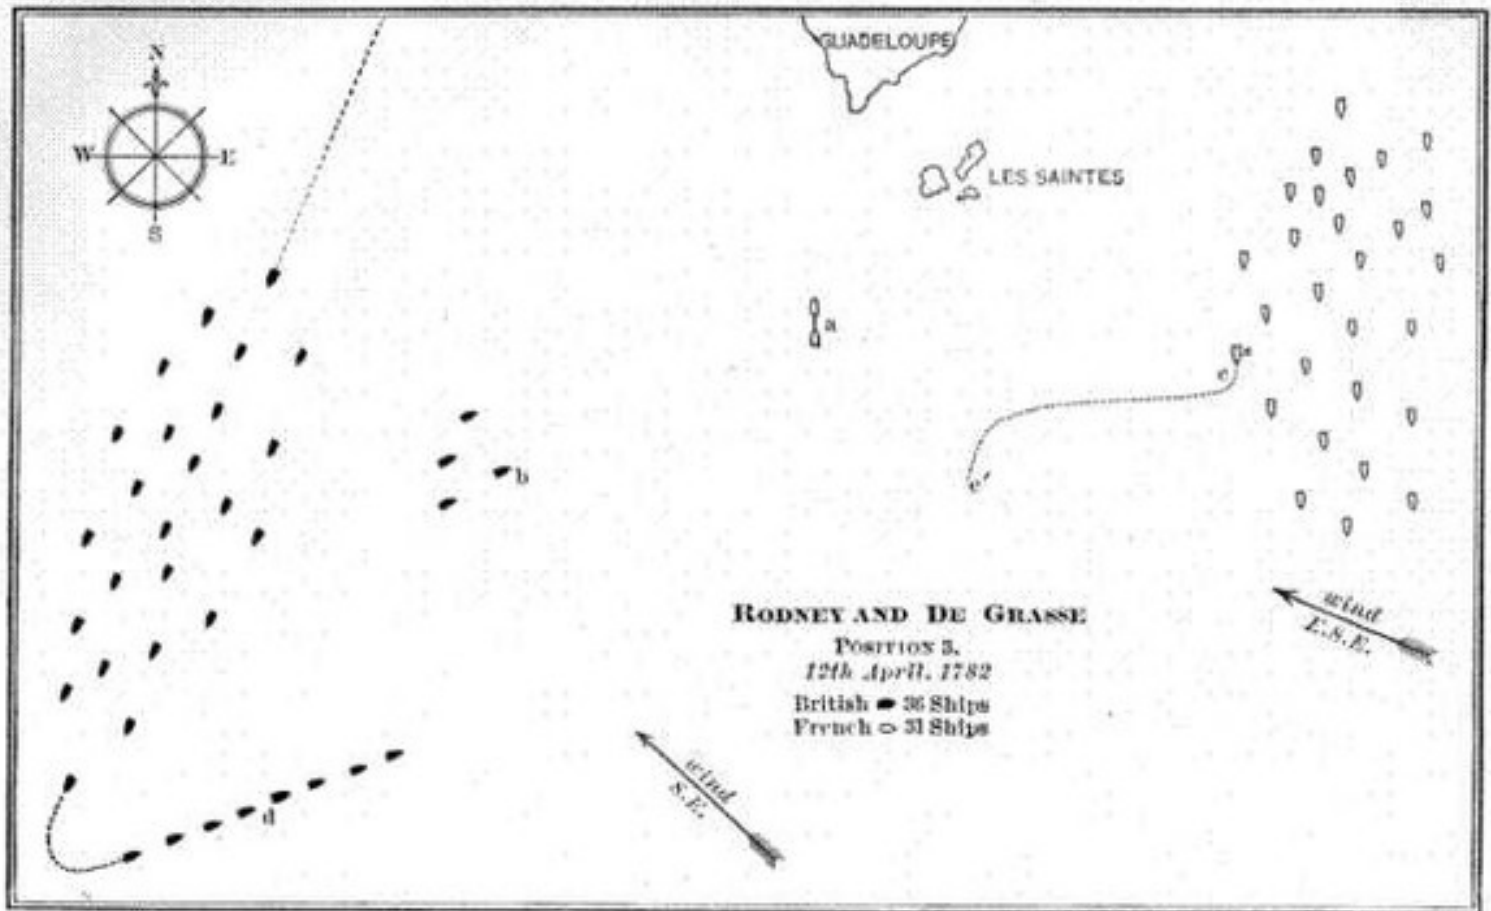 GUADELOUPE
N
W E
S
LES SAINTES
a
c
c'
b
RODNEY AND DE GRASSE
POSITION 3.
12th April, 1782
British 36 Ships
French 31 Ships
wind
E.S.E.
wind
S.E.
d